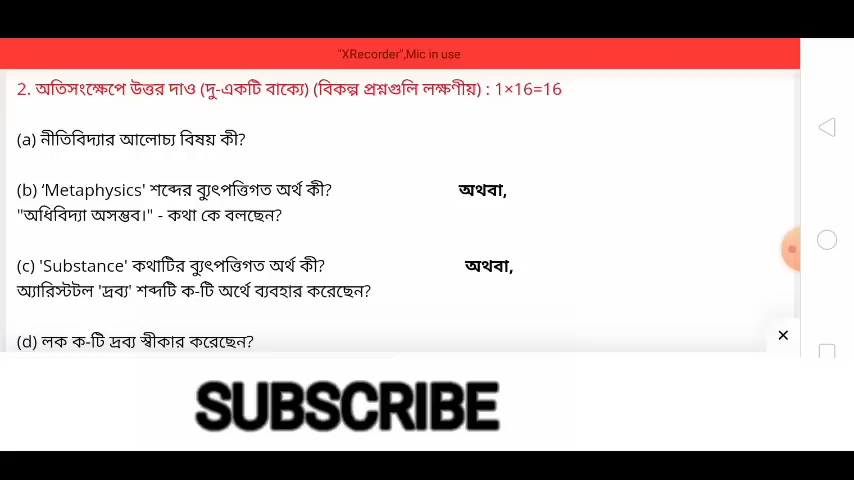 "XRecorder",Mic in use
2. অতিসংক্ষেপে উত্তর দাও (দু-একটি বাক্যে) (বিকল্প প্রশ্নগুলি লক্ষণীয়) : 1×16=16
(a) নীতিবিদ্যার আলোচ্য বিষয় কী?
(b) ‘Metaphysics' শব্দের ব্যুৎপত্তিগত অর্থ কী? অথবা,
"অধিবিদ্যা অসম্ভব।" - কথা কে বলছেন?
(c) 'Substance' কথাটির ব্যুৎপত্তিগত অর্থ কী? অথবা,
অ্যারিস্টটল 'দ্রব্য' শব্দটি ক-টি অর্থে ব্যবহার করেছেন?
(d) লক ক-টি দ্রব্য স্বীকার করেছেন?
SUBSCRIBE